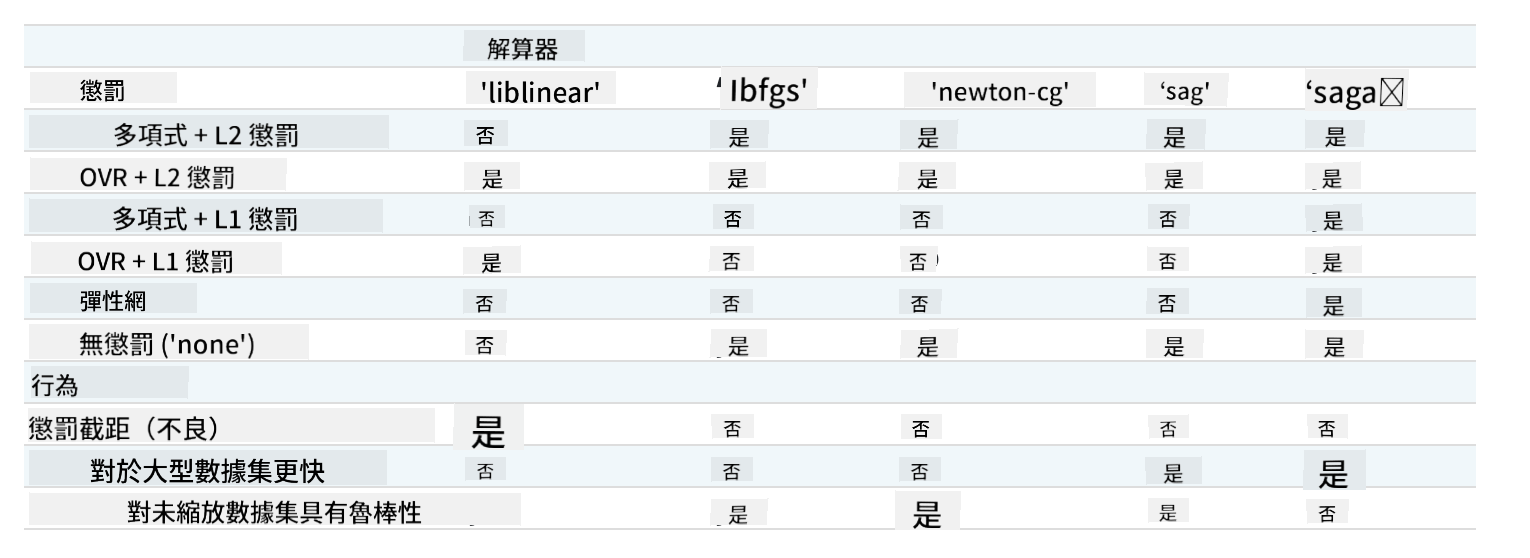 解算器
懲罰 'liblinear' ‘Ibfgs' 'newton-cg' ‘sag' ‘saga
多項式 + L2 懲罰 否 是 是 是 是
OVR + L2 懲罰 是 是 是 是 是
多項式 + L1 懲罰 否 否 否 否 是
OVR + L1 懲罰 是 否 否 否 是
彈性網 否 否 否 否 是
無懲罰 ('none') 否 是 是 是 是
行為
懲罰截距（不良） 是 否 否 否 否
對於大型數據集更快 否 否 否 是 是
對未縮放數據集具有魯棒性 是 是 是 否